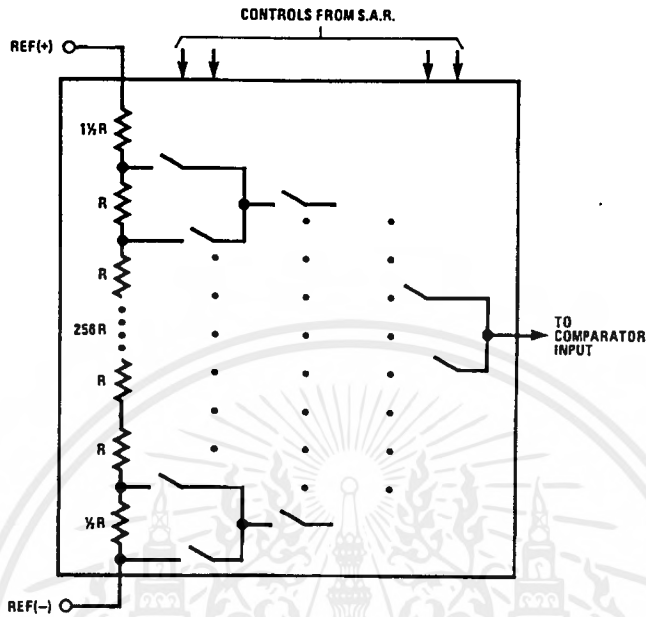 CONTROLS FROM S.A.R.
REF(+)
1½R
R
R
256R
R
R
½R
REF(−)
TO
COMPARATOR
INPUT